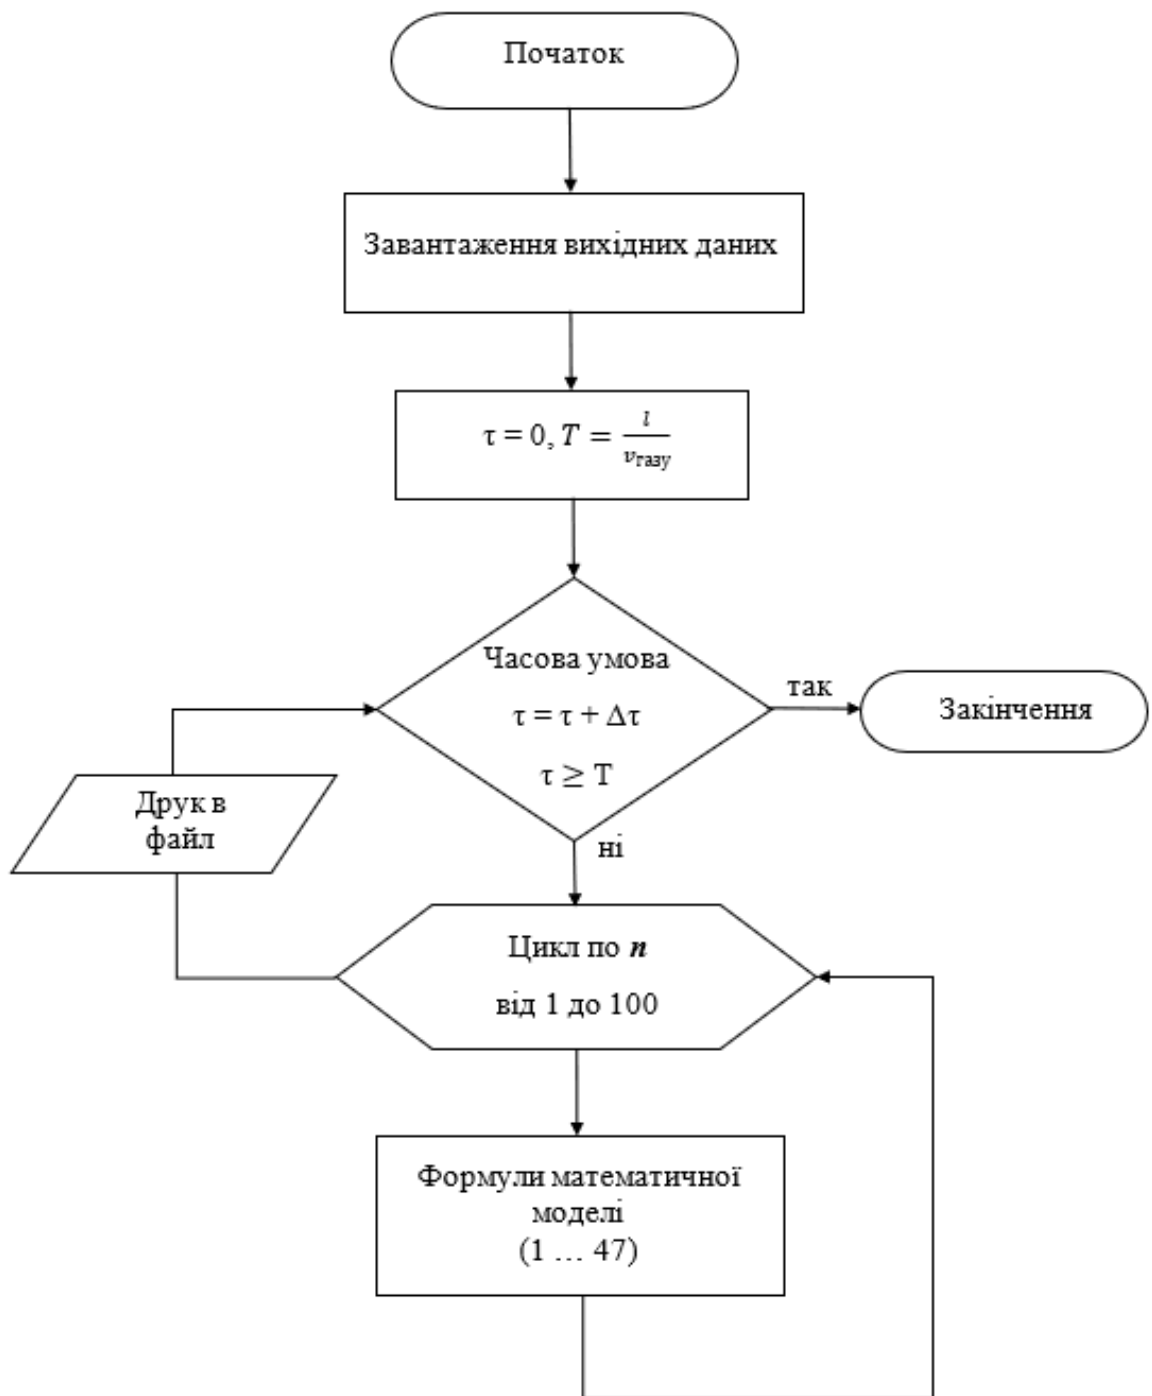 Початок
Завантаження вихідних даних
τ = 0, T = l / v газу
Часова умова
τ = τ + Δτ
τ ≥ T
так
Закінчення
Друк в
файл
ні
Цикл по n
від 1 до 100
Формули математичної
моделі
(1 ... 47)